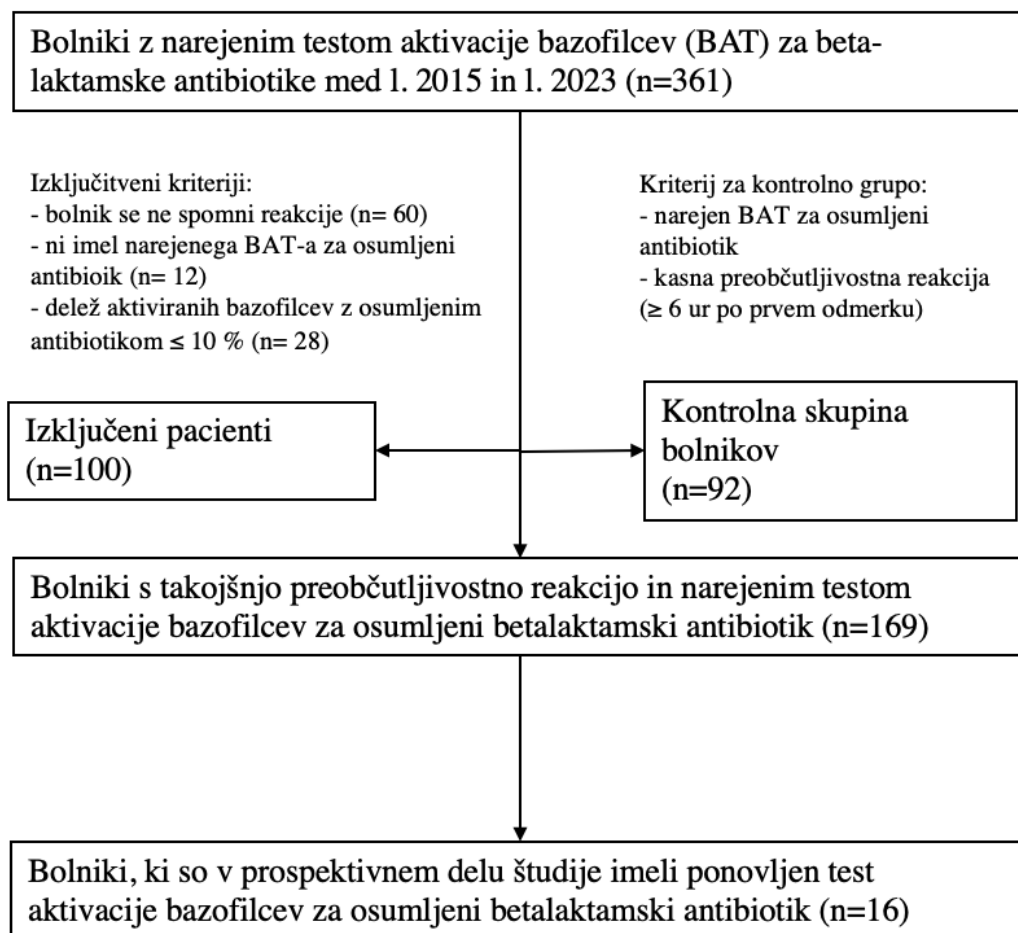 Bolniki z narejenim testom aktivacije bazofilcev (BAT) za beta-
laktamske antibiotike med l. 2015 in l. 2023 (n=361)
Izključitveni kriteriji:
- bolnik se ne spomni reakcije (n= 60)
- ni imel narejenega BAT-a za osumljeni
antibioik (n= 12)
- delež aktiviranih bazofilcev z osumljenim
antibiotikom ≤ 10 % (n= 28)
Kriterij za kontrolno grupo:
- narejen BAT za osumljeni
antibiotik
- kasna preobčutljivostna reakcija
(≥ 6 ur po prvem odmerku)
Izključeni pacienti
(n=100)
Kontrolna skupina
bolnikov
(n=92)
Bolniki s takojšnjo preobčutljivostno reakcijo in narejenim testom
aktivacije bazofilcev za osumljeni betalaktamski antibiotik (n=169)
Bolniki, ki so v prospektivnem delu študije imeli ponovljen test
aktivacije bazofilcev za osumljeni betalaktamski antibiotik (n=16)